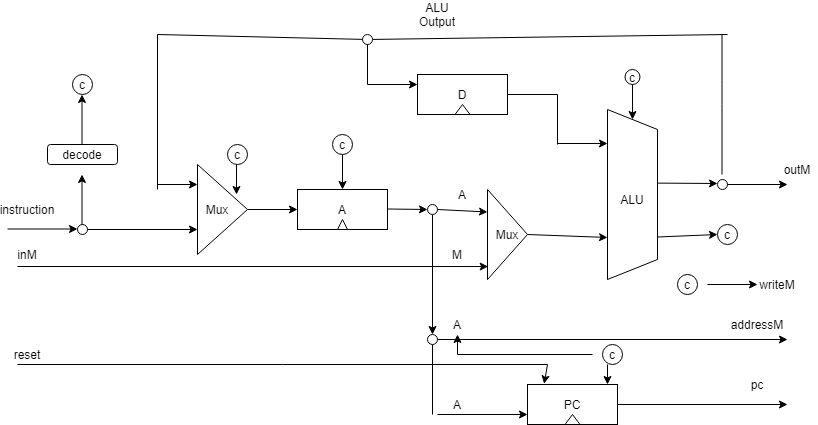 ALU
Output
c
c
D
decode
c
c
outM
instruction
Mux
A
A
ALU
Mux
c
inM
M
c
writeM
A
addressM
reset
c
pc
A
PC